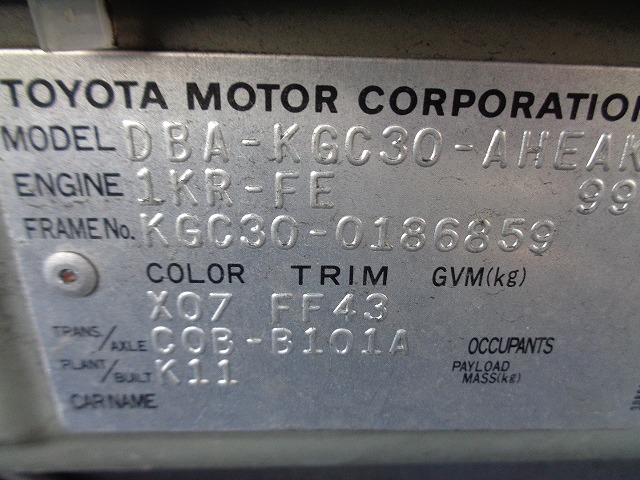 TOYOTA MOTOR CORPORATION
MODEL DBA-KGC30-AHEAK
ENGINE 1KR-FE 99
FRAME No. KGC30-0186859
COLOR TRIM GVM(kg)
X07 FF43
TRANS/AXLE C0B-B101A OCCUPANTS
PLANT/BUILT K11 PAYLOAD MASS(kg)
CAR NAME